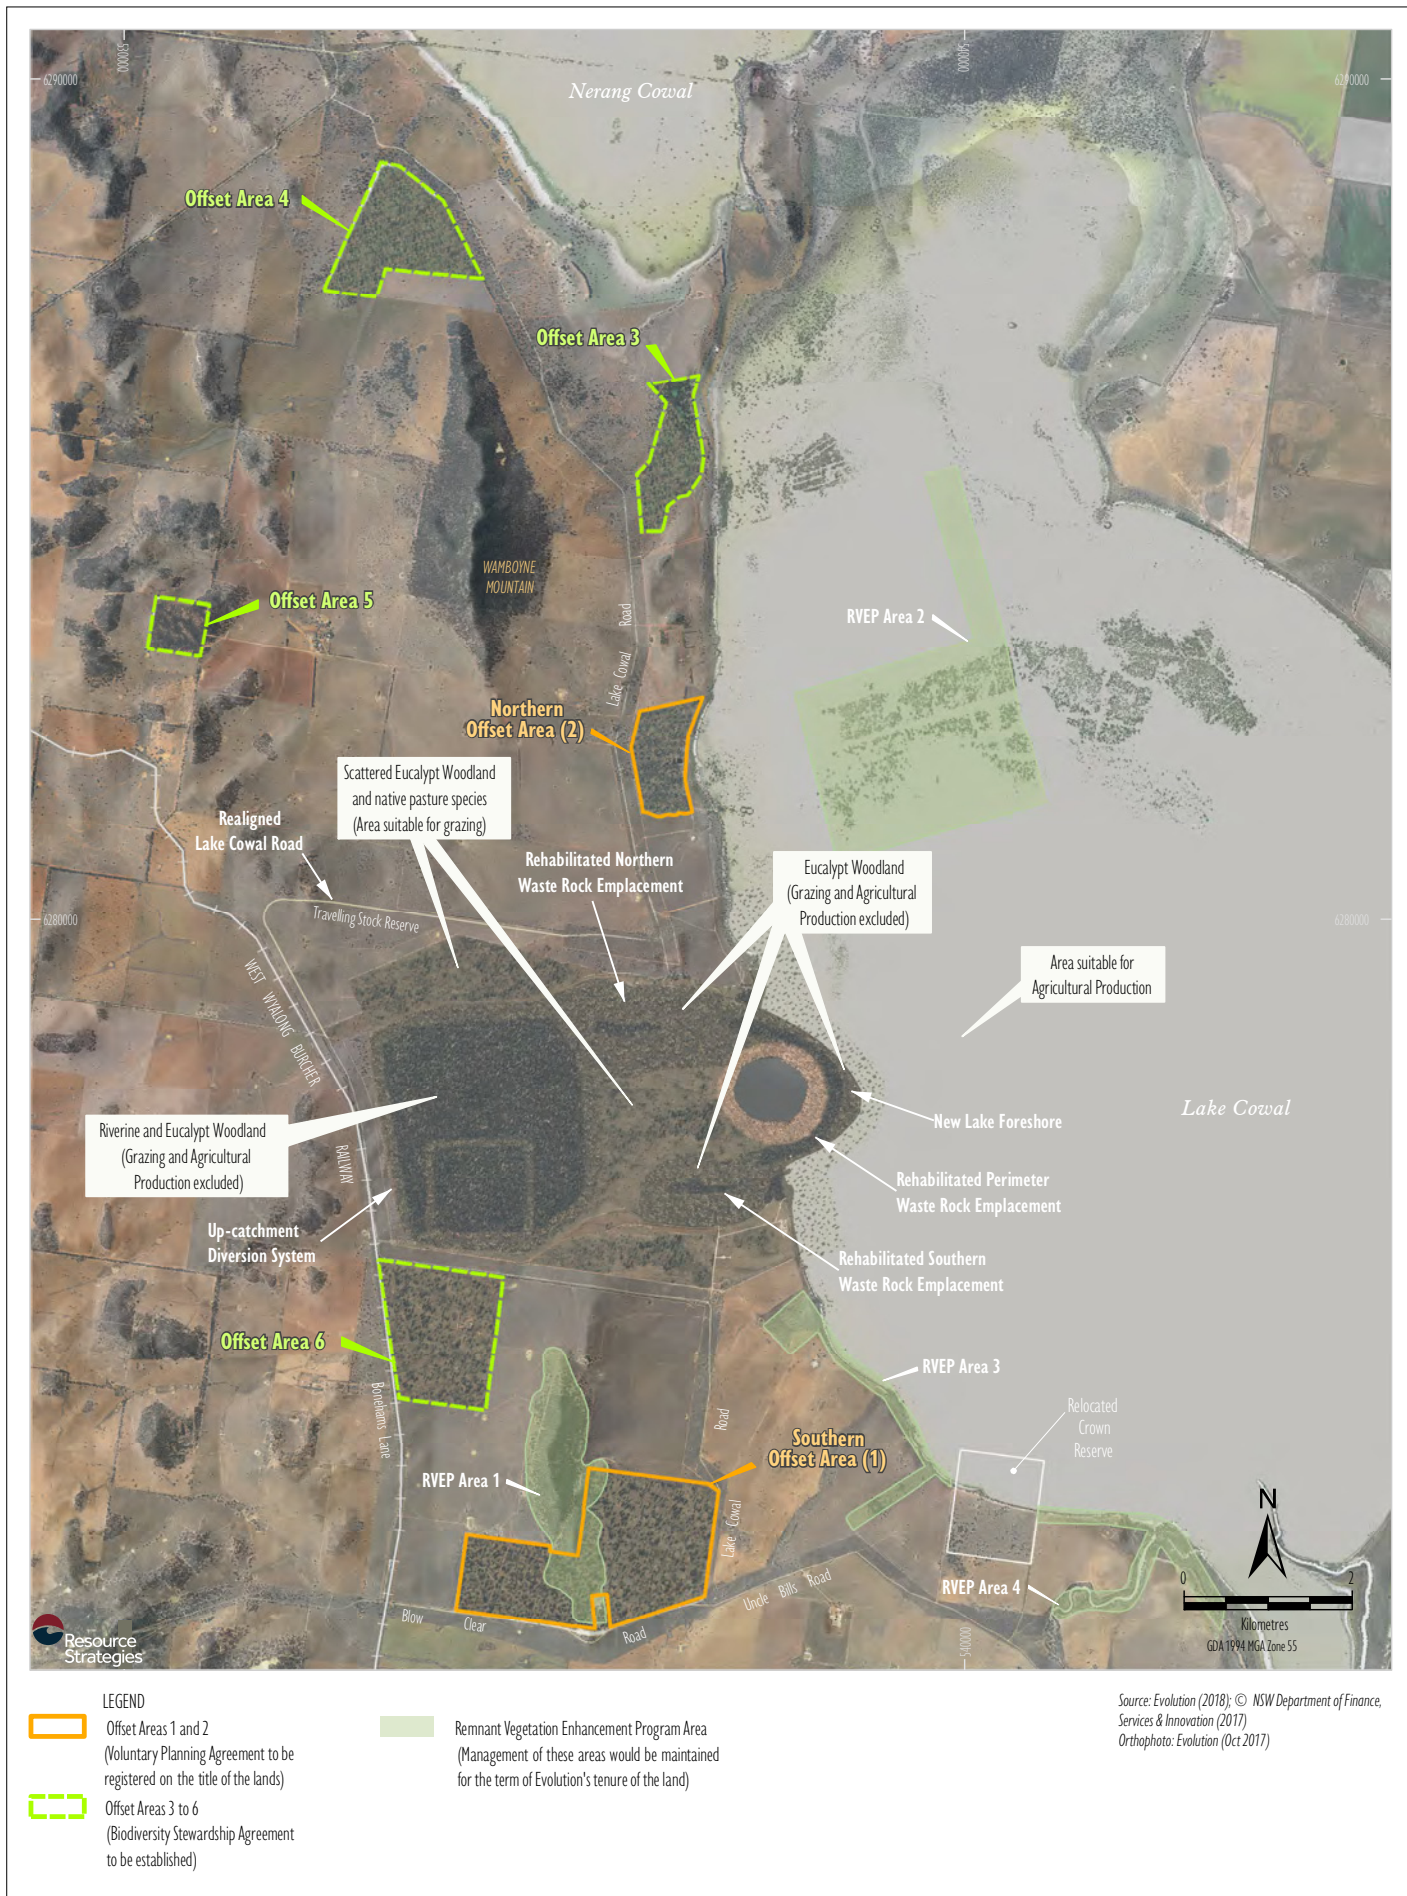 530000
540000
6290000
6290000
Nerang Cowal
Offset Area 4
Offset Area 3
WAMBOYNE
MOUNTAIN
Offset Area 5
RVEP Area 2
Lake Cowal Road
Northern
Offset Area (2)
Scattered Eucalypt Woodland
and native pasture species
(Area suitable for grazing)
Realigned
Lake Cowal Road
Rehabilitated Northern
Waste Rock Emplacement
Eucalypt Woodland
(Grazing and Agricultural
Production excluded)
Travelling Stock Reserve
6280000
6280000
Area suitable for
Agricultural Production
WEST WYALONG BURCHER RAILWAY
Lake Cowal
New Lake Foreshore
Riverine and Eucalypt Woodland
(Grazing and Agricultural
Production excluded)
Rehabilitated Perimeter
Waste Rock Emplacement
Up-catchment
Diversion System
Rehabilitated Southern
Waste Rock Emplacement
Offset Area 6
RVEP Area 3
Bonehams Lane
Relocated
Crown
Reserve
Southern
Offset Area (1)
RVEP Area 1
Lake Cowal Road
N
RVEP Area 4
Uncle Bills Road
Blow Clear Road
0 2
Kilometres
GDA 1994 MGA Zone 55
540000
Resource
Strategies
LEGEND
Offset Areas 1 and 2
(Voluntary Planning Agreement to be
registered on the title of the lands)
Offset Areas 3 to 6
(Biodiversity Stewardship Agreement
to be established)
Remnant Vegetation Enhancement Program Area
(Management of these areas would be maintained
for the term of Evolution's tenure of the land)
Source: Evolution (2018); © NSW Department of Finance,
Services & Innovation (2017)
Orthophoto: Evolution (Oct 2017)